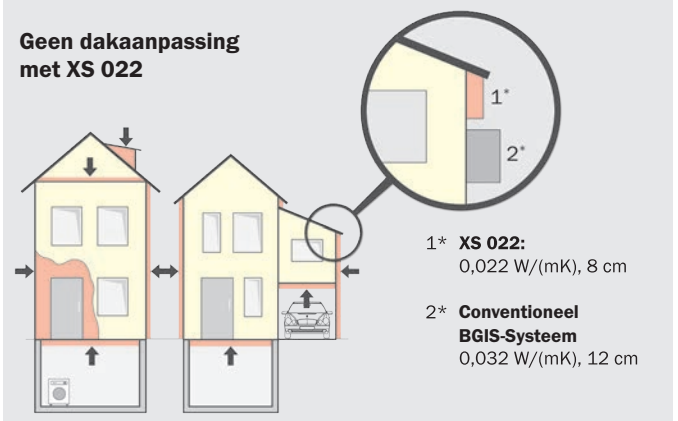 Geen dakaanpassing
met XS 022
1*
2*
1* XS 022:
0,022 W/(mK), 8 cm
2* Conventioneel
BGIS-Systeem
0,032 W/(mK), 12 cm